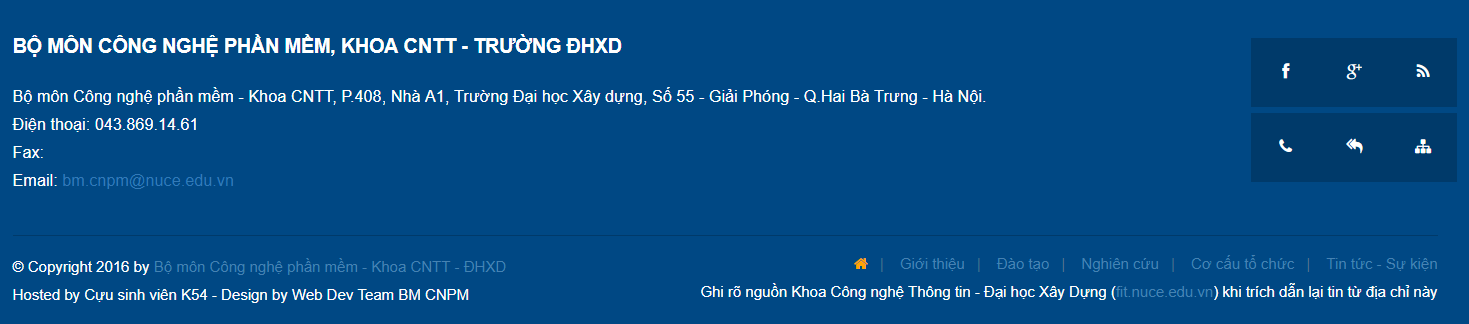 BỘ MÔN CÔNG NGHỆ PHẦN MỀM, KHOA CNTT - TRƯỜNG ĐHXD
Bộ môn Công nghệ phần mềm - Khoa CNTT, P.408, Nhà A1, Trường Đại học Xây dựng, Số 55 - Giải Phóng - Q.Hai Bà Trưng - Hà Nội.
Điện thoại: 043.869.14.61
Fax:
Email: bm.cnpm@nuce.edu.vn
© Copyright 2016 by Bộ môn Công nghệ phần mềm - Khoa CNTT - ĐHXD
Hosted by Cựu sinh viên K54 - Design by Web Dev Team BM CNPM
| Giới thiệu | Đào tạo | Nghiên cứu | Cơ cấu tổ chức | Tin tức - Sự kiện
Ghi rõ nguồn Khoa Công nghệ Thông tin - Đại học Xây Dựng (fit.nuce.edu.vn) khi trích dẫn lại tin từ địa chỉ này